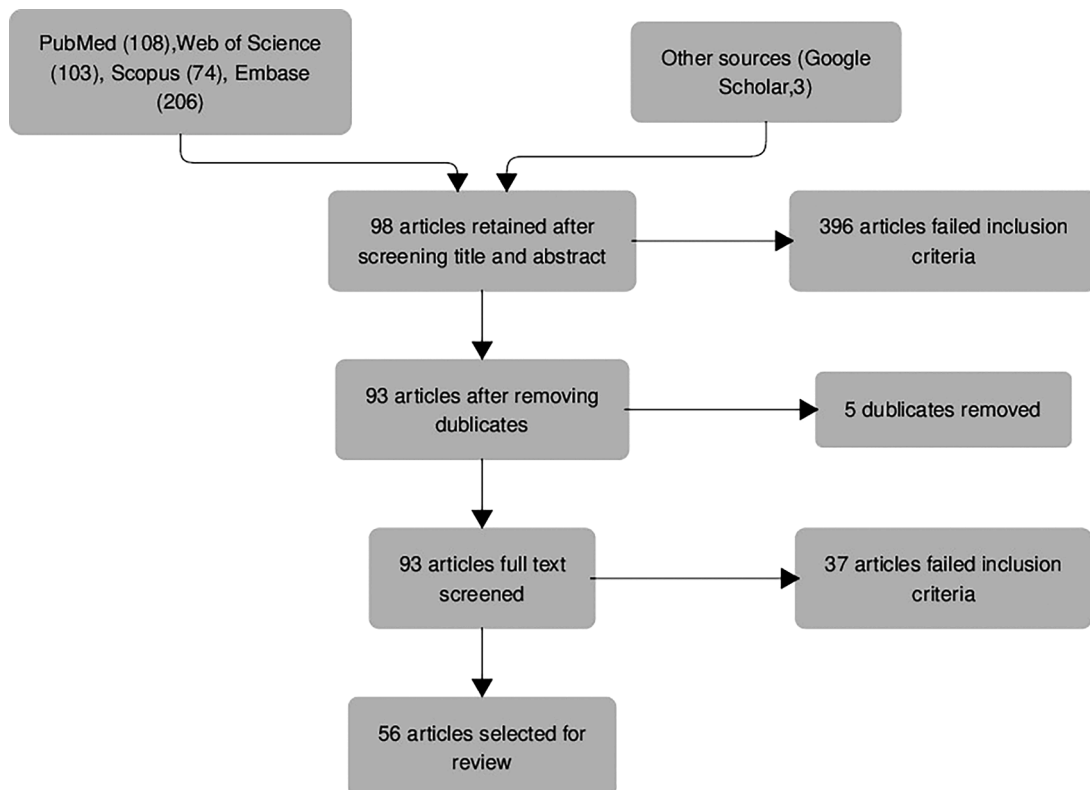 PubMed (108),Web of Science
(103), Scopus (74), Embase
(206)
Other sources (Google
Scholar,3)
98 articles retained after
screening title and abstract
396 articles failed inclusion
criteria
93 articles after removing
dublicates
5 dublicates removed
93 articles full text
screened
37 articles failed inclusion
criteria
56 articles selected for
review